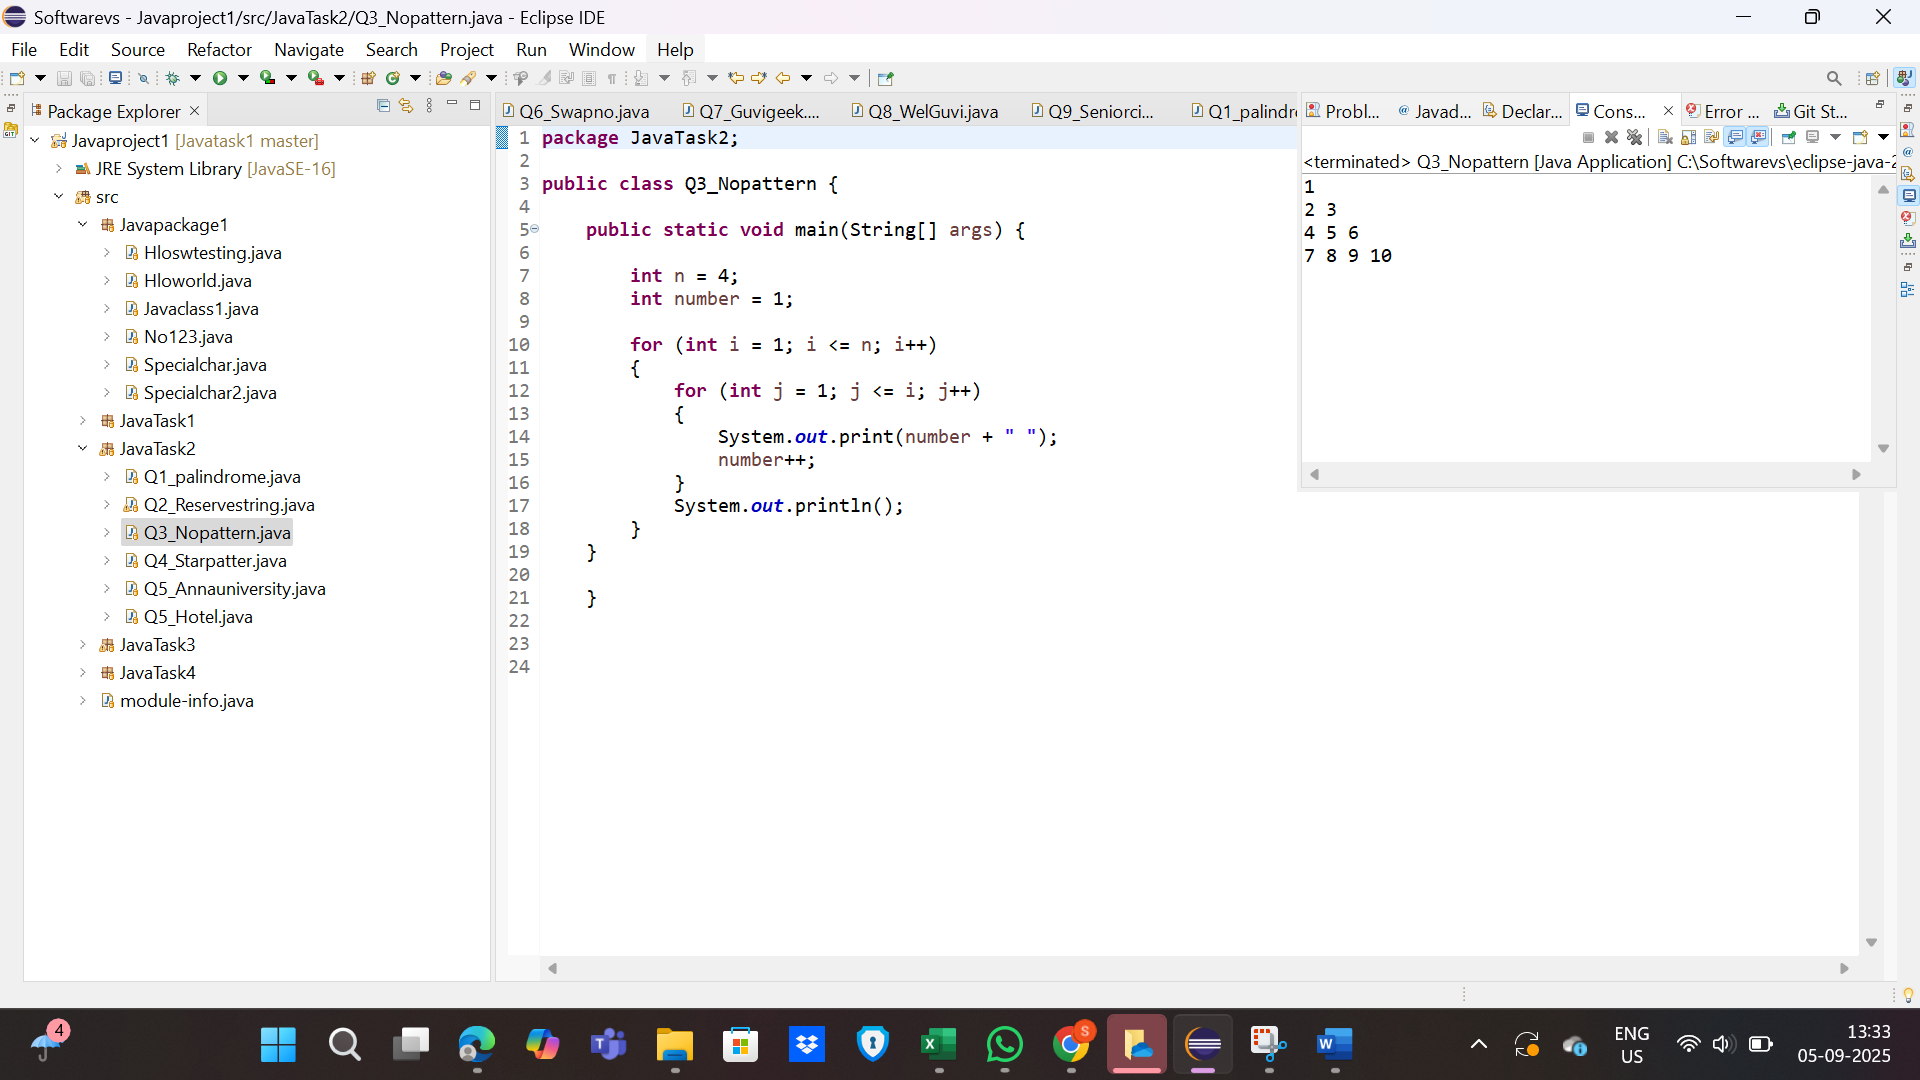 Softwarevs - Javaproject1/src/JavaTask2/Q3_Nopattern.java - Eclipse IDE
File Edit Source Refactor Navigate Search Project Run Window Help
Package Explorer
Javaproject1 [Javatask1 master]
JRE System Library [JavaSE-16]
src
Javapackage1
Hloswtesting.java
Hloworld.java
Javaclass1.java
No123.java
Specialchar.java
Specialchar2.java
JavaTask1
JavaTask2
Q1_palindrome.java
Q2_Reservestring.java
Q3_Nopattern.java
Q4_Starpatter.java
Q5_Annauniversity.java
Q5_Hotel.java
JavaTask3
JavaTask4
module-info.java
Q6_Swapno.java Q7_Guvigeek.... Q8_WelGuvi.java Q9_Seniorci... Q1_palindr
1 package JavaTask2;
2
3 public class Q3_Nopattern {
4
5 public static void main(String[] args) {
6
7 int n = 4;
8 int number = 1;
9
10 for (int i = 1; i <= n; i++)
11 {
12 for (int j = 1; j <= i; j++)
13 {
14 System.out.print(number + " ");
15 number++;
16 }
17 System.out.println();
18 }
19 }
20
21 }
22
23
24
Probl... Javad... Declar... Cons... Error ... Git St...
<terminated> Q3_Nopattern [Java Application] C:\Softwarevs\eclipse-java-2
1
2 3
4 5 6
7 8 9 10
4
S
ENG
US
13:33
05-09-2025